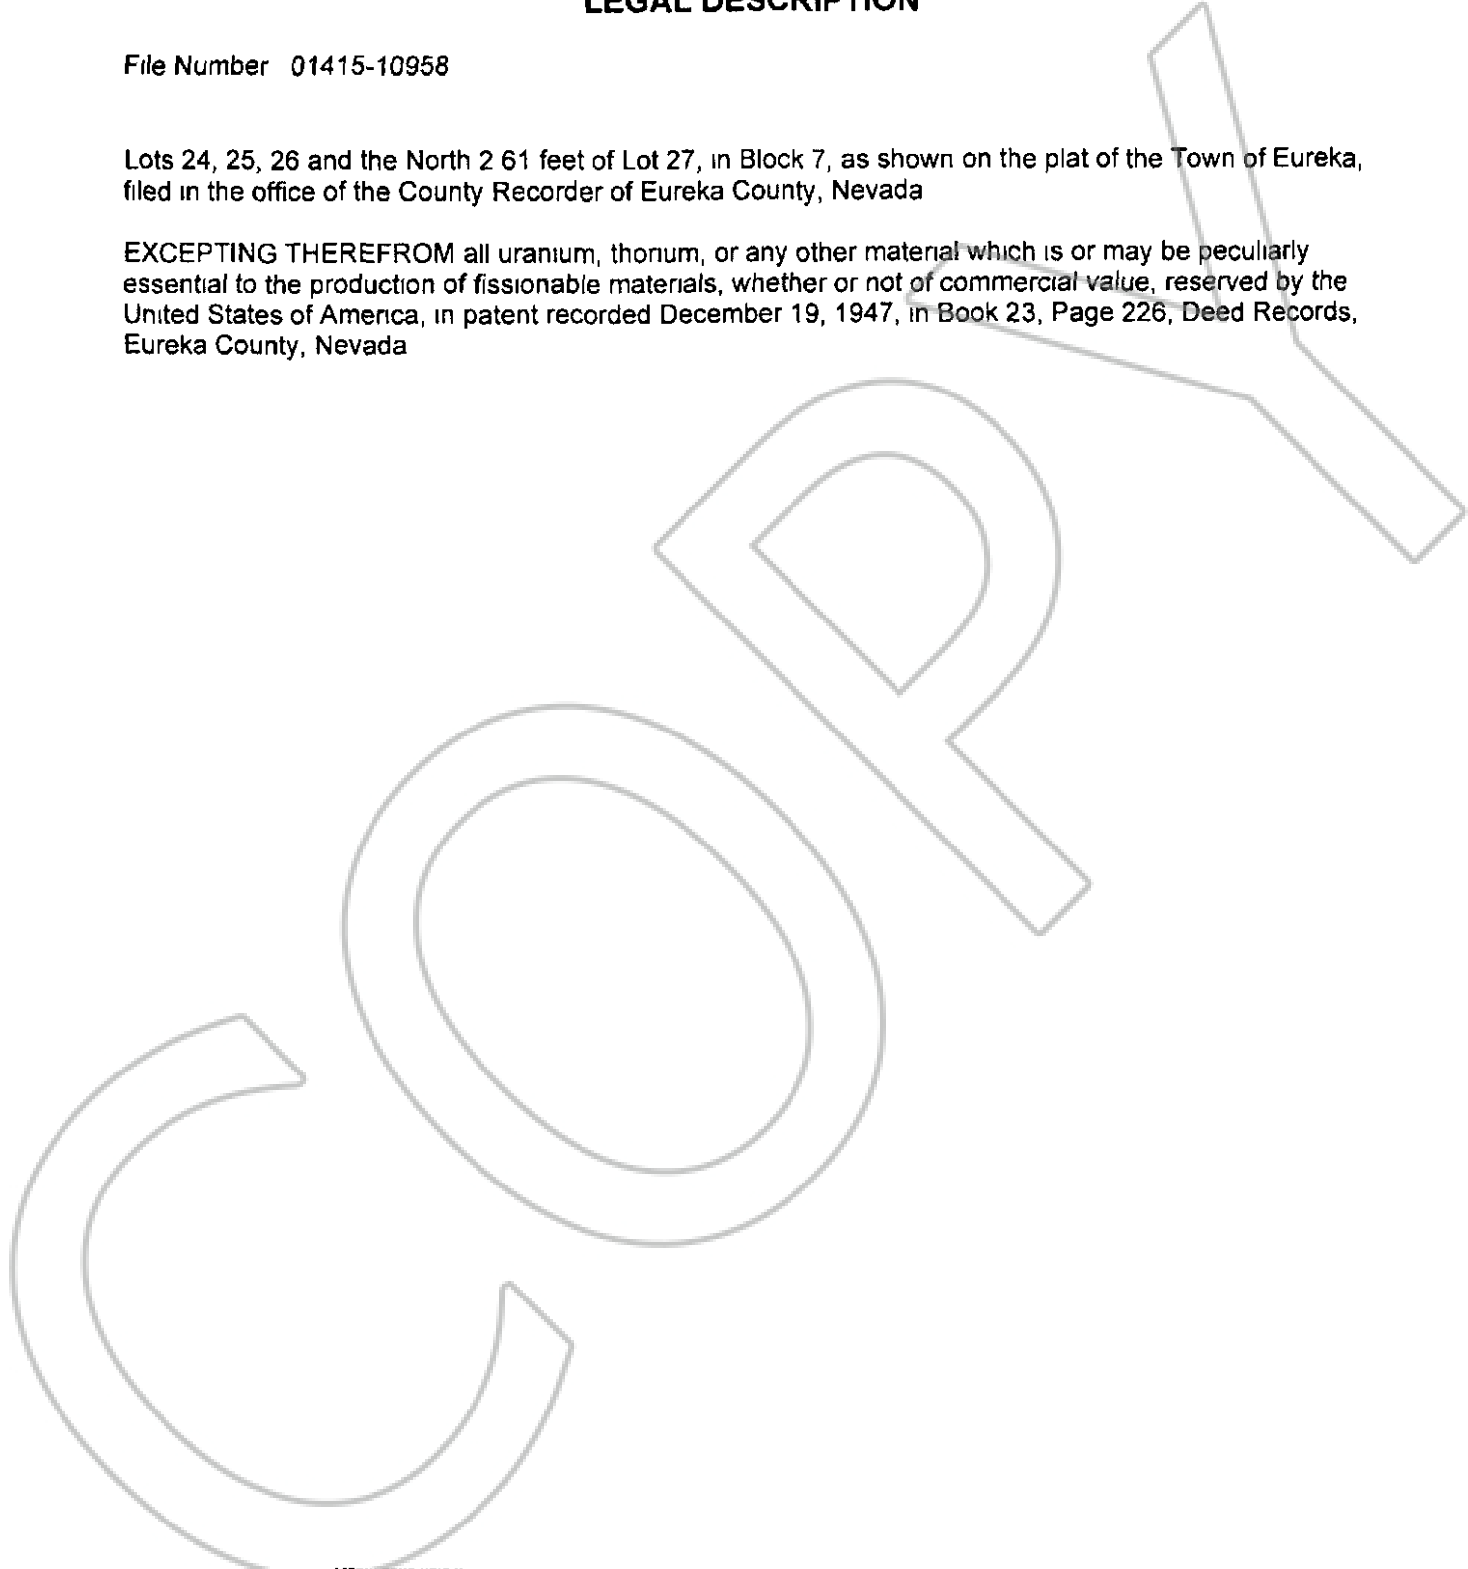 LEGAL DESCRIPTION
File Number 01415-10958
Lots 24, 25, 26 and the North 2 61 feet of Lot 27, in Block 7, as shown on the plat of the Town of Eureka,
filed in the office of the County Recorder of Eureka County, Nevada
EXCEPTING THEREFROM all uranium, thorium, or any other material which is or may be peculiarly
essential to the production of fissionable materials, whether or not of commercial value, reserved by the
United States of America, in patent recorded December 19, 1947, in Book 23, Page 226, Deed Records,
Eureka County, Nevada
COPY